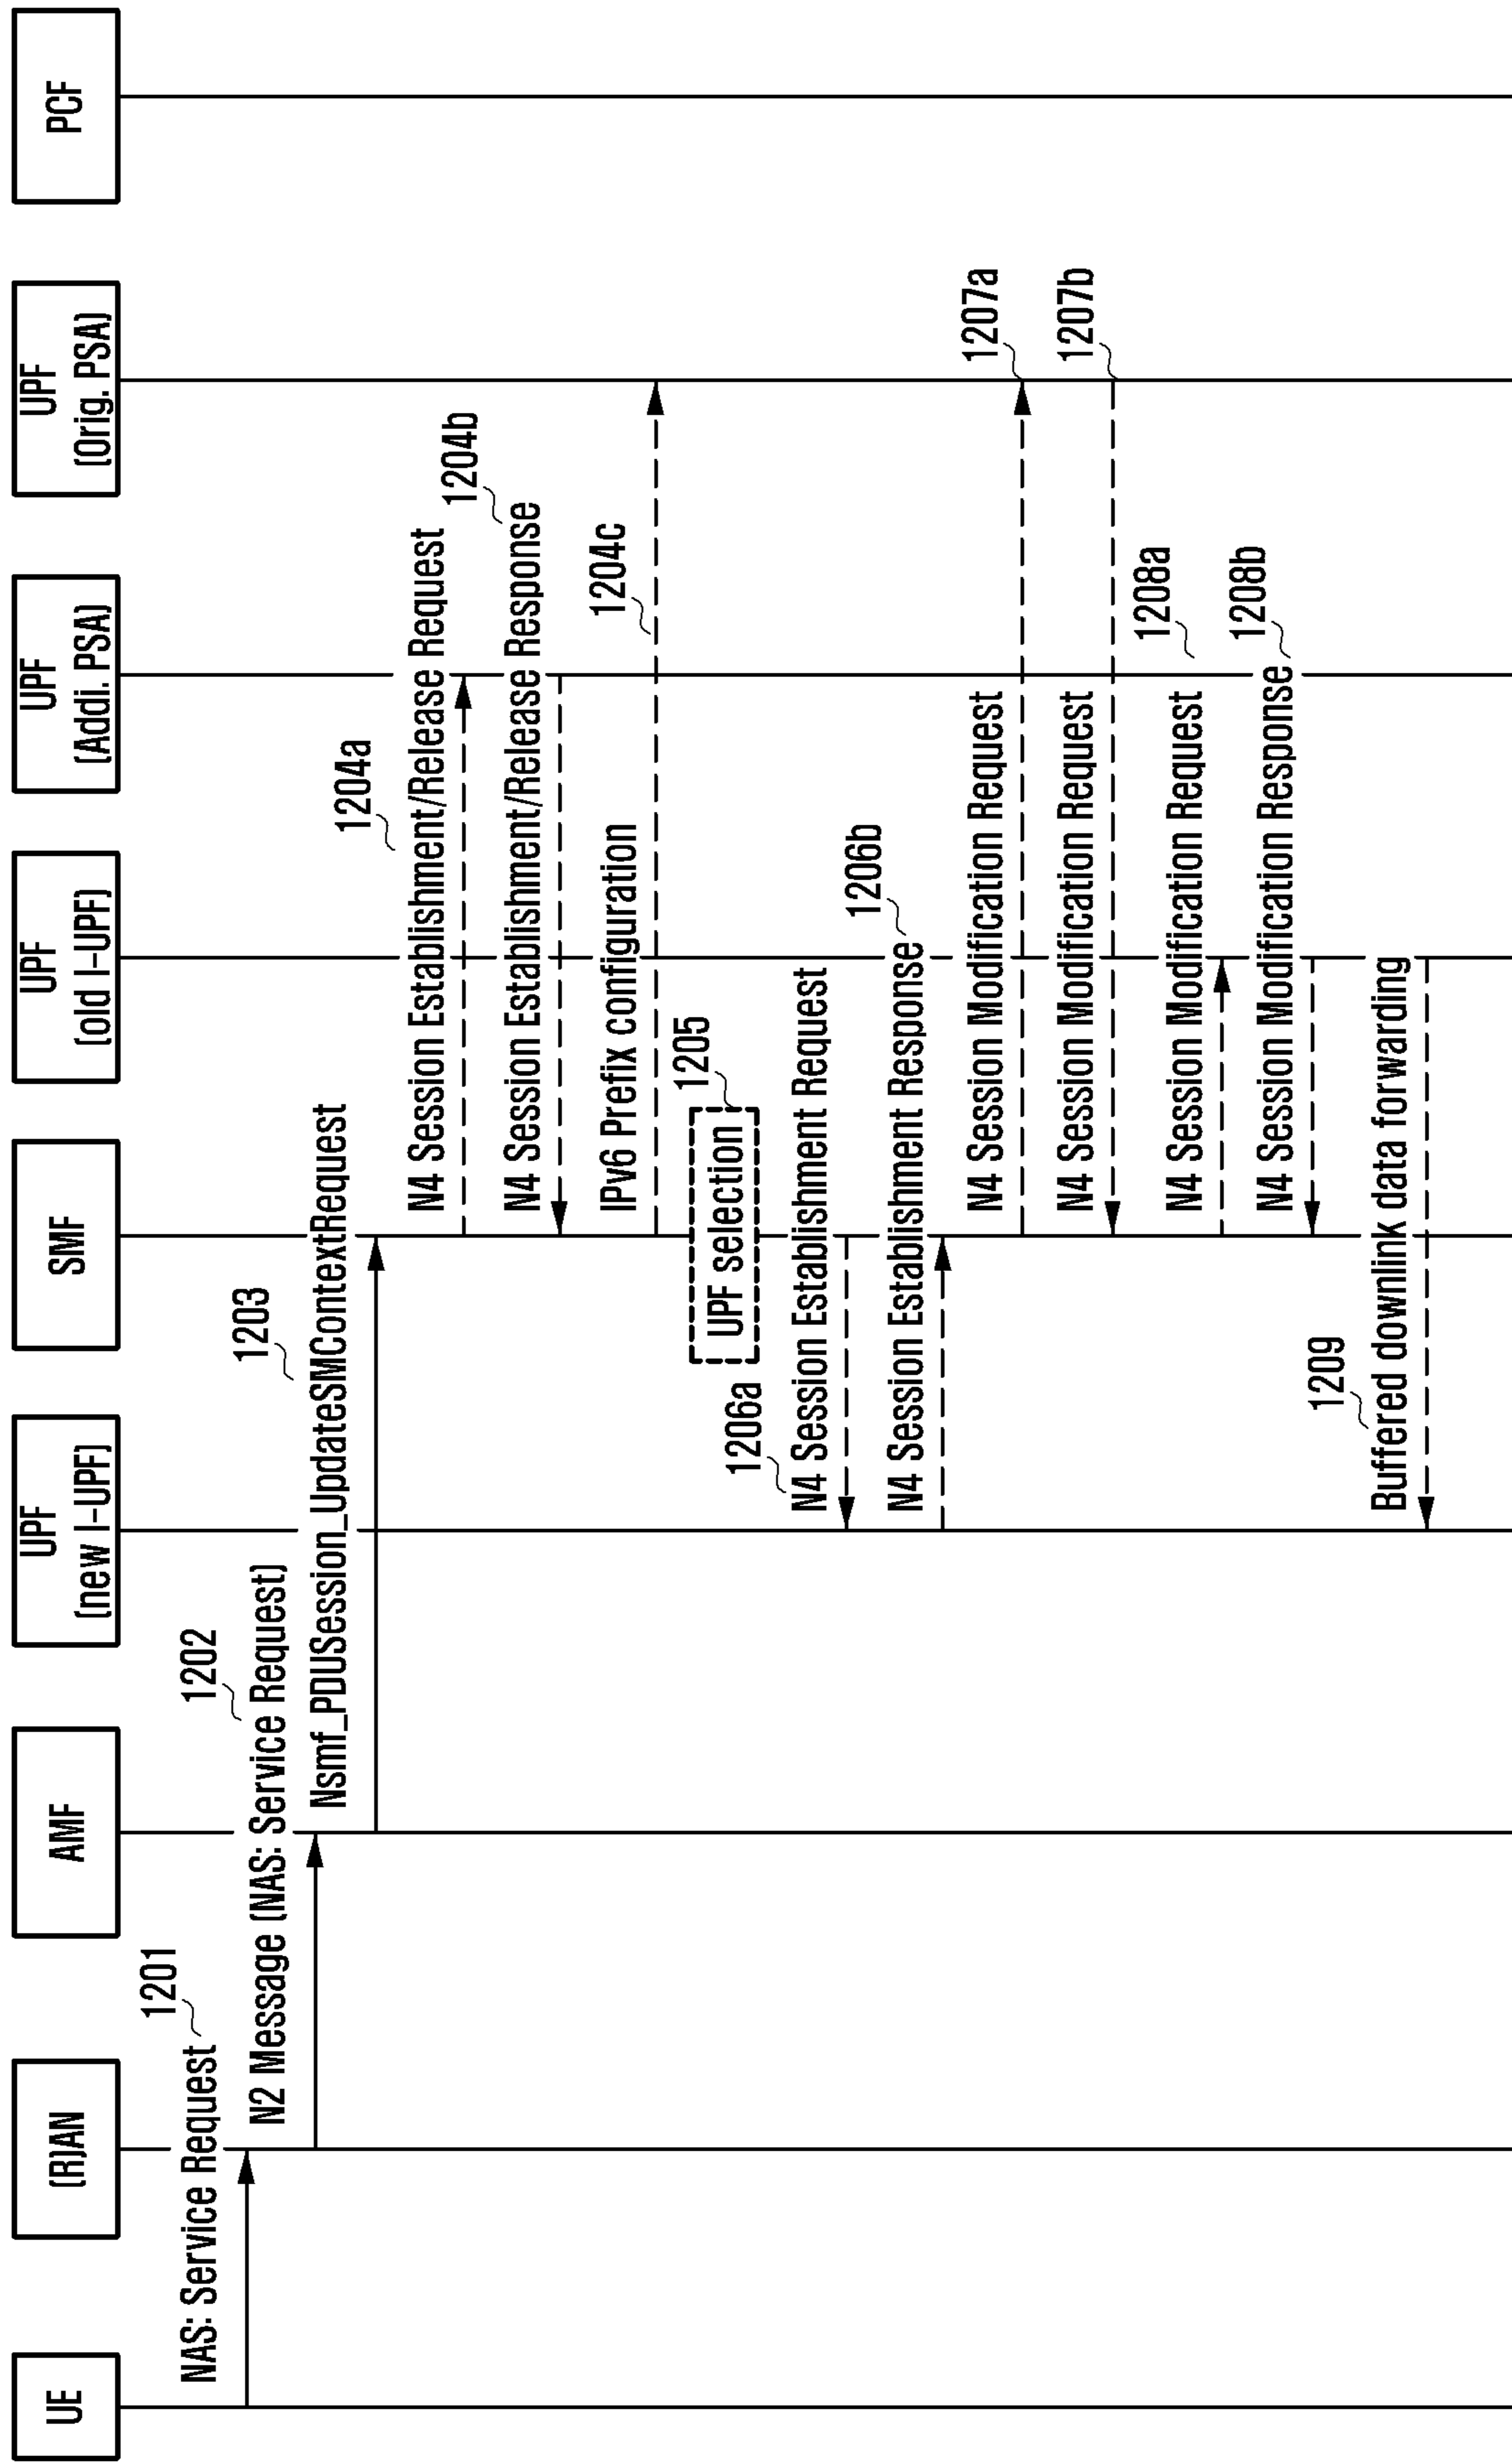 UE
(R)AN
AMF
UPF
(new I-UPF)
SMF
UPF
(old I-UPF)
UPF
(Addi. PSA)
UPF
(Orig. PSA)
PCF
1201
NAS: Service Request
1202
N2 Message (NAS: Service Request)
1203
Nsmf_PDUSession_UpdateSMContextRequest
1204a
N4 Session Establishment/Release Request
1204b
N4 Session Establishment/Release Response
1204c
IPv6 Prefix configuration
1205
UPF selection
1206a
N4 Session Establishment Request
1206b
N4 Session Establishment Response
1207a
N4 Session Modification Request
1207b
N4 Session Modification Request
1208a
N4 Session Modification Request
1208b
N4 Session Modification Response
1209
Buffered downlink data forwarding